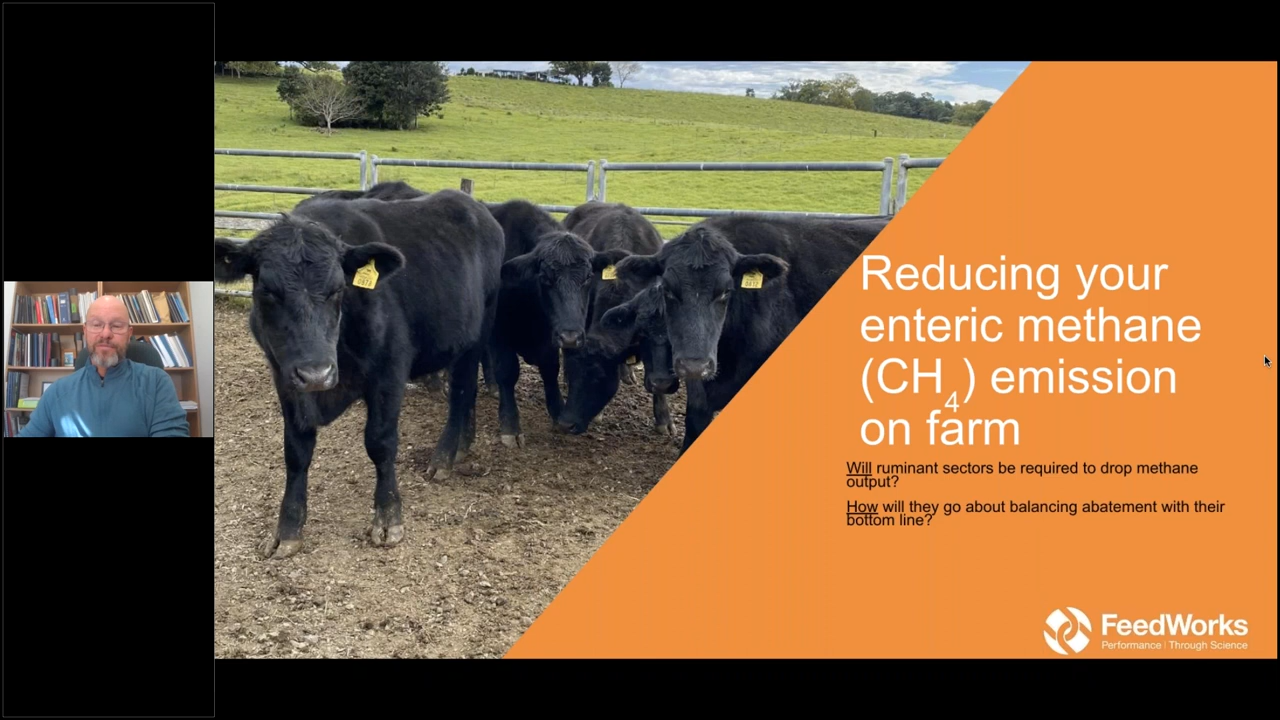 Reducing your
enteric methane
(CH4) emission
on farm
Will ruminant sectors be required to drop methane
output?
How will they go about balancing abatement with their
bottom line?
FeedWorks
Performance | Through Science